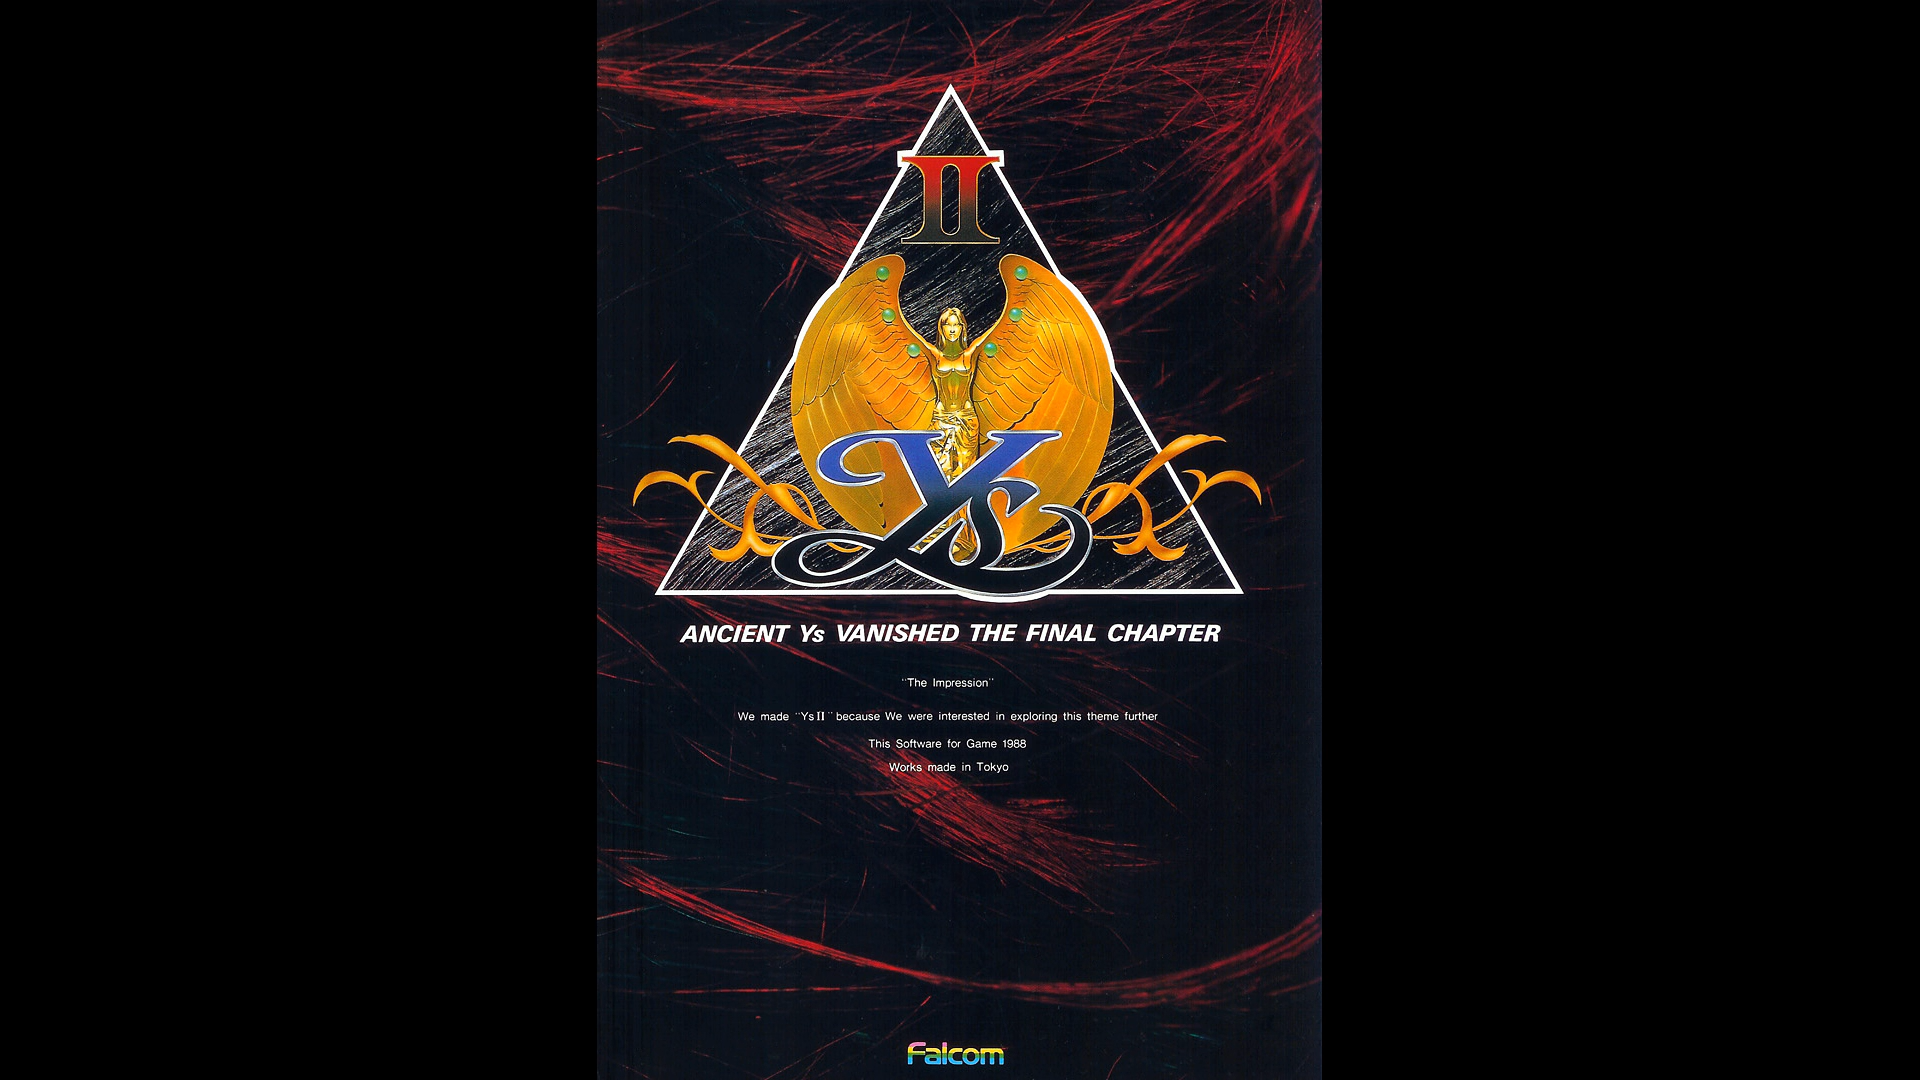 II
Ys
ANCIENT Ys VANISHED THE FINAL CHAPTER
"The Impression"
We made "Ys II" because We were interested in exploring this theme further
This Software for Game 1988
Works made in Tokyo
Falcom